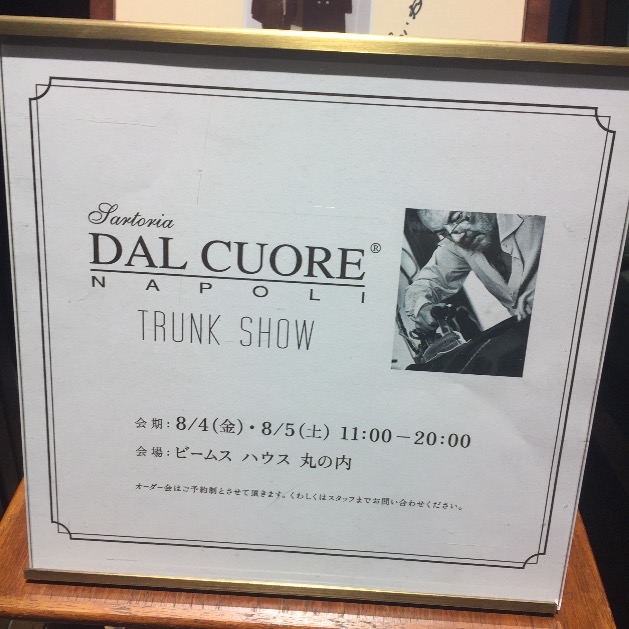 Sartoria
DAL CUORE®
NAPOLI
TRUNK SHOW
会期：8/4(金)・8/5(土) 11:00－20:00
会場：ビームス ハウス 丸の内
オーダー会はご予約制とさせて頂きます。くわしくはスタッフまでお問い合わせください。